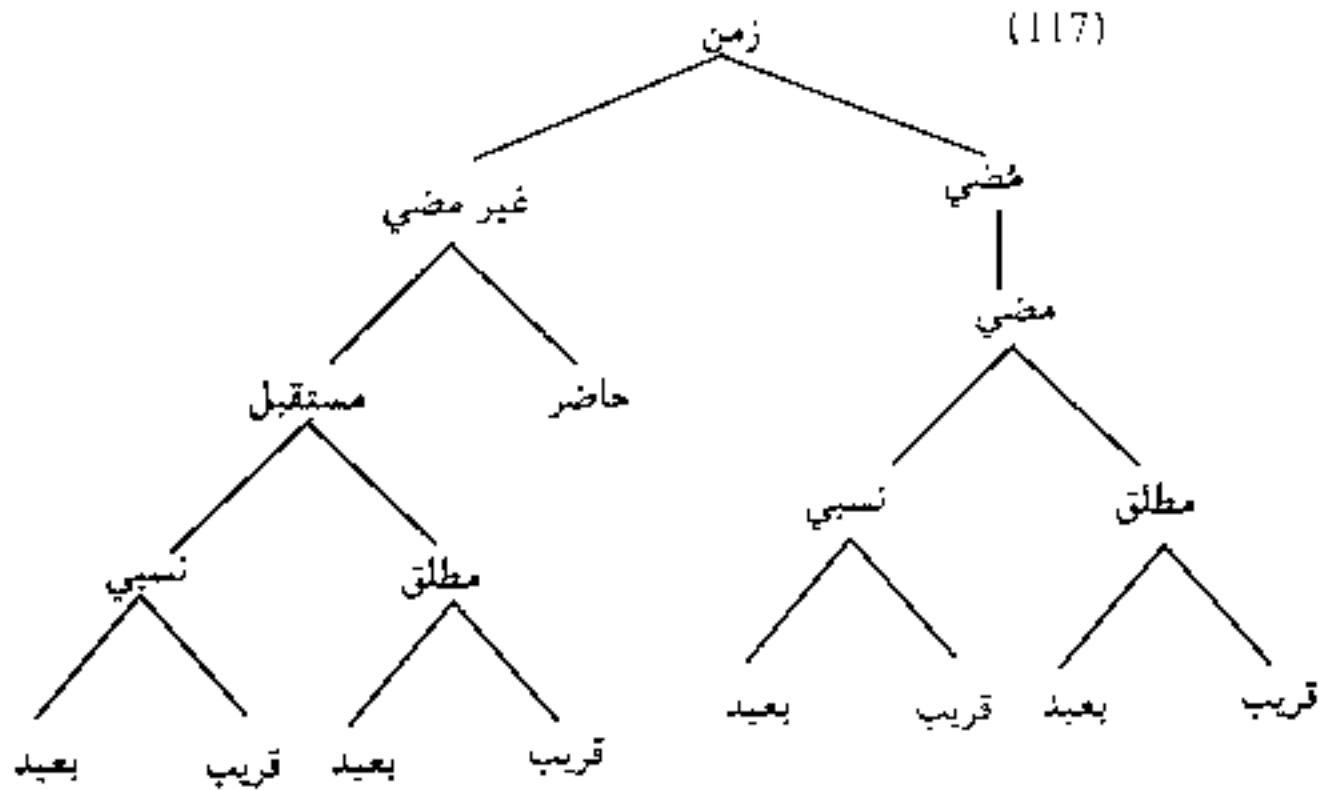 (117) زمن
مُضي غير مضي
مضي
حاضر مستقبل
مطلق نسبي
مطلق نسبي
قريب بعيد قريب بعيد
قريب بعيد قريب بعيد